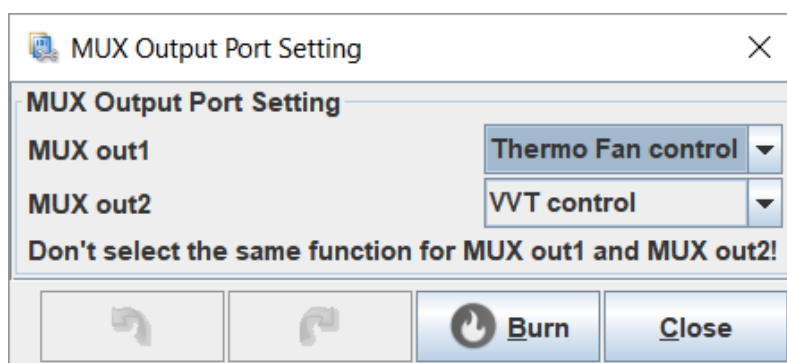 MUX Output Port Setting
MUX Output Port Setting
MUX out1 Thermo Fan control
MUX out2 VVT control
Don't select the same function for MUX out1 and MUX out2!
Burn Close